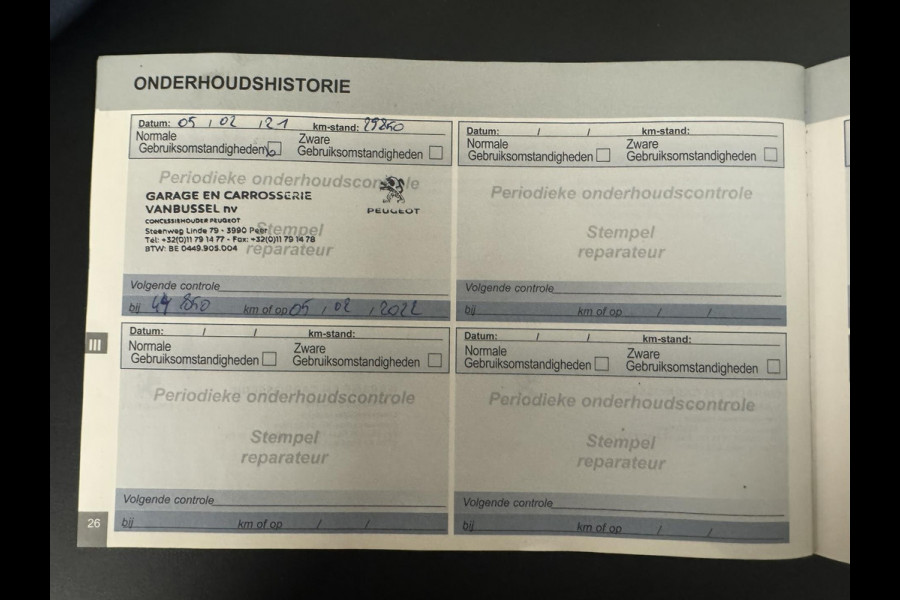 ONDERHOUDSHISTORIE
Datum: 05 / 02 / 21 km-stand: 29850
Normale Gebruiksomstandigheden
Zware Gebruiksomstandigheden
Periodieke onderhoudscontrole
GARAGE EN CARROSSERIE
VANBUSSEL nv
CONCESSIEHOUDER PEUGEOT
Steenweg Linde 79 - 3990 Peer
Tel: +32(0)11 79 14 77 - Fax: +32(0)11 79 14 78
BTW: BE 0449.905.004
PEUGEOT
Stempel
reparateur
Volgende controle
bij 44 850 km of op 05 / 02 / 2022
Datum: / / km-stand:
Normale Gebruiksomstandigheden
Zware Gebruiksomstandigheden
Periodieke onderhoudscontrole
Stempel
reparateur
Volgende controle
bij km of op / /
III
Datum: / / km-stand:
Normale Gebruiksomstandigheden
Zware Gebruiksomstandigheden
Periodieke onderhoudscontrole
Stempel
reparateur
Volgende controle
bij km of op / /
Datum: / / km-stand:
Normale Gebruiksomstandigheden
Zware Gebruiksomstandigheden
Periodieke onderhoudscontrole
Stempel
reparateur
Volgende controle
bij km of op / /
26